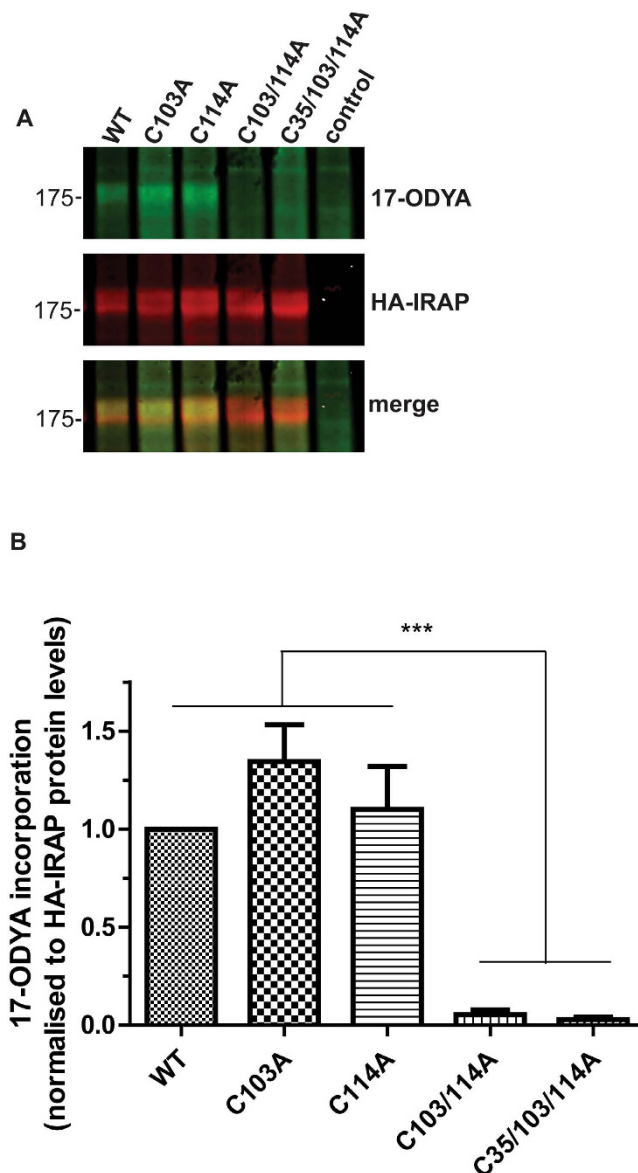 A
WT
C103A
C114A
C103/114A
C35/103/114A
control
175-
17-ODYA
175-
HA-IRAP
175-
merge
B
***
17-ODYA incorporation
(normalised to HA-IRAP protein levels)
1.5
1.0
0.5
0.0
WT
C103A
C114A
C103/114A
C35/103/114A